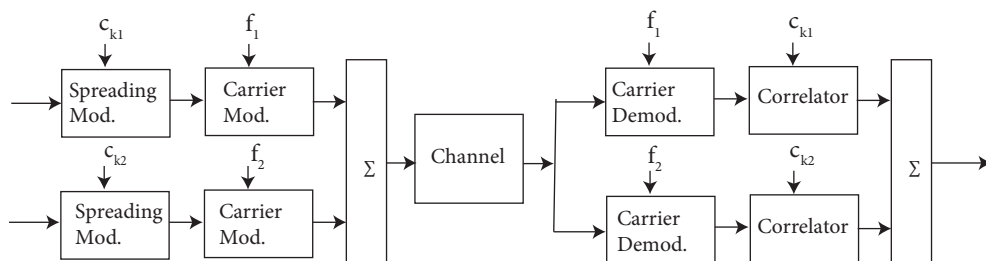 c_k1
f_1
f_1
c_k1
Spreading
Mod.
Carrier
Mod.
Carrier
Demod.
Correlator
c_k2
f_2
Σ
Channel
f_2
c_k2
Σ
Spreading
Mod.
Carrier
Mod.
Carrier
Demod.
Correlator